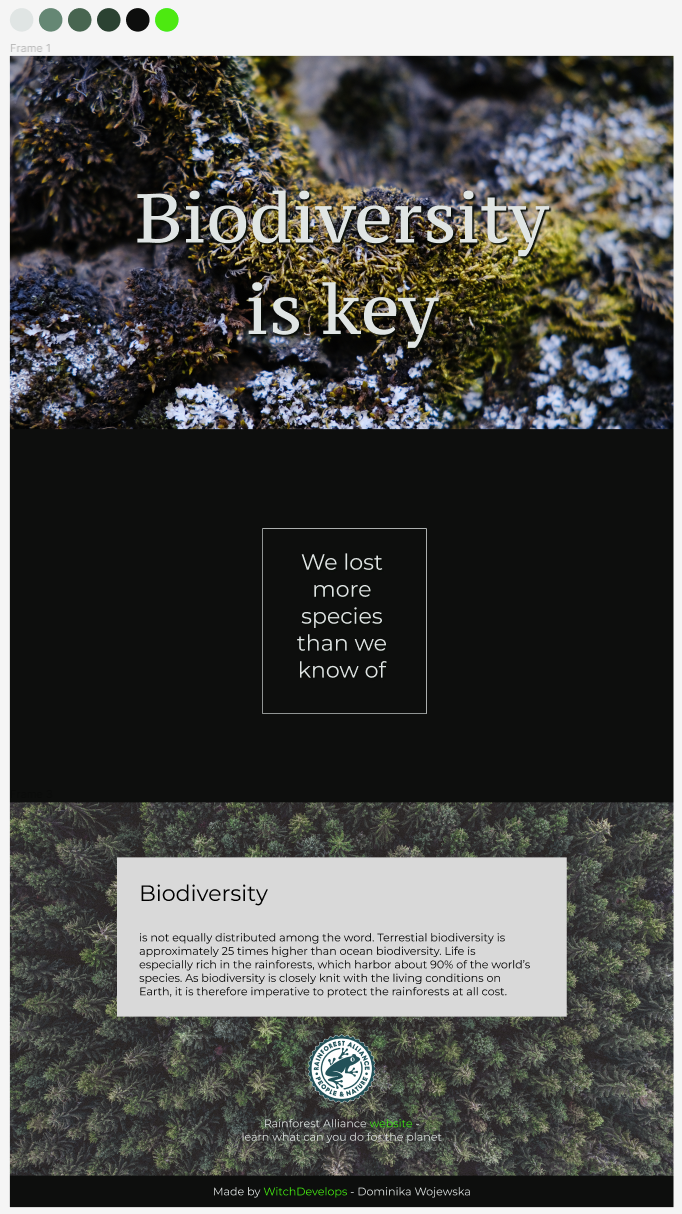 Frame 1
Biodiversity
is key
We lost
more
species
than we
know of
Biodiversity
is not equally distributed among the word. Terrestial biodiversity is
approximately 25 times higher than ocean biodiversity. Life is
especially rich in the rainforests, which harbor about 90% of the world's
species. As biodiversity is closely knit with the living conditions on
Earth, it is therefore imperative to protect the rainforests at all cost.
RAINFOREST ALLIANCE
PEOPLE & NATURE
Rainforest Alliance website -
learn what can you do for the planet
Made by WitchDevelops - Dominika Wojewska